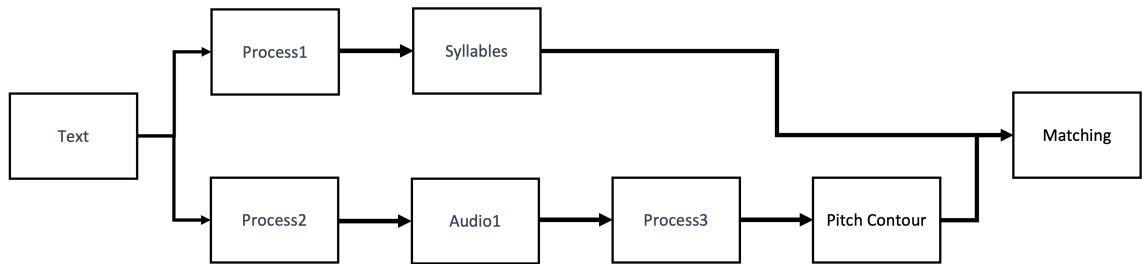 Process1
Syllables
Text
Matching
Process2
Audio1
Process3
Pitch Contour